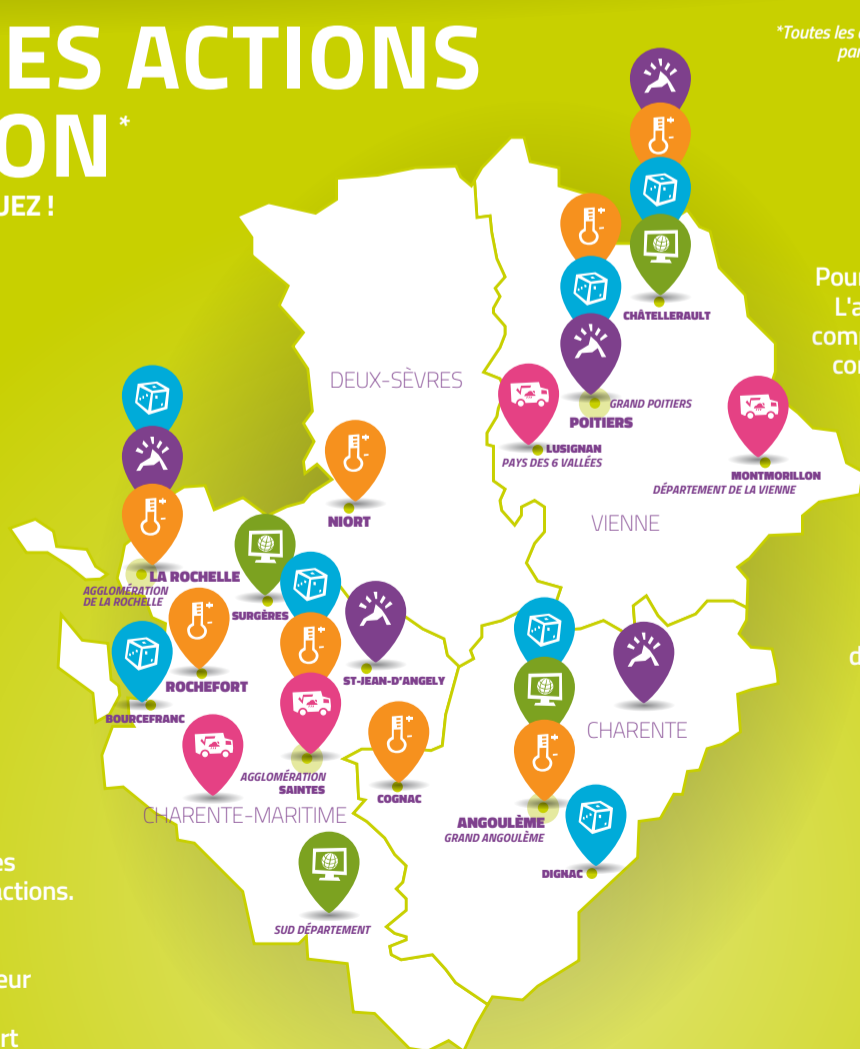 ES ACTIONS
ON*
UEZ !
*Toutes les
par
Pour
L'a
com
con
CHÂTELLERAULT
DEUX-SÈVRES
GRAND POITIERS
POITIERS
LUSIGNAN
PAYS DES 6 VALLÉES
MONTMORILLON
DÉPARTEMENT DE LA VIENNE
NIORT
VIENNE
LA ROCHELLE
AGGLOMÉRATION
DE LA ROCHELLE
SURGÈRES
ST-JEAN-D'ANGELY
ROCHEFORT
BOURCEFRANC
d
CHARENTE
AGGLOMÉRATION
SAINTES
COGNAC
CHARENTE-MARITIME
ANGOULÊME
GRAND ANGOULÊME
DIGNAC
es
ctions.
SUD DÉPARTEMENT
eur
rt